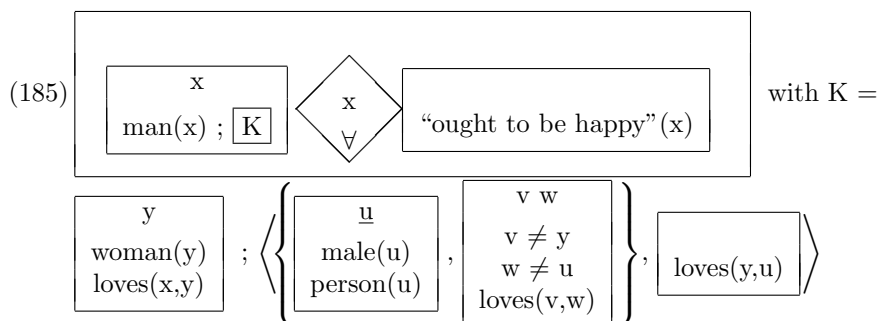 x x
(185) man(x) ; K ∀ “ought to be happy”(x) with K =
y u v w
woman(y) ; ⟨ { male(u) , v ≠ y } , loves(y,u) ⟩
loves(x,y) person(u) w ≠ u
loves(v,w)